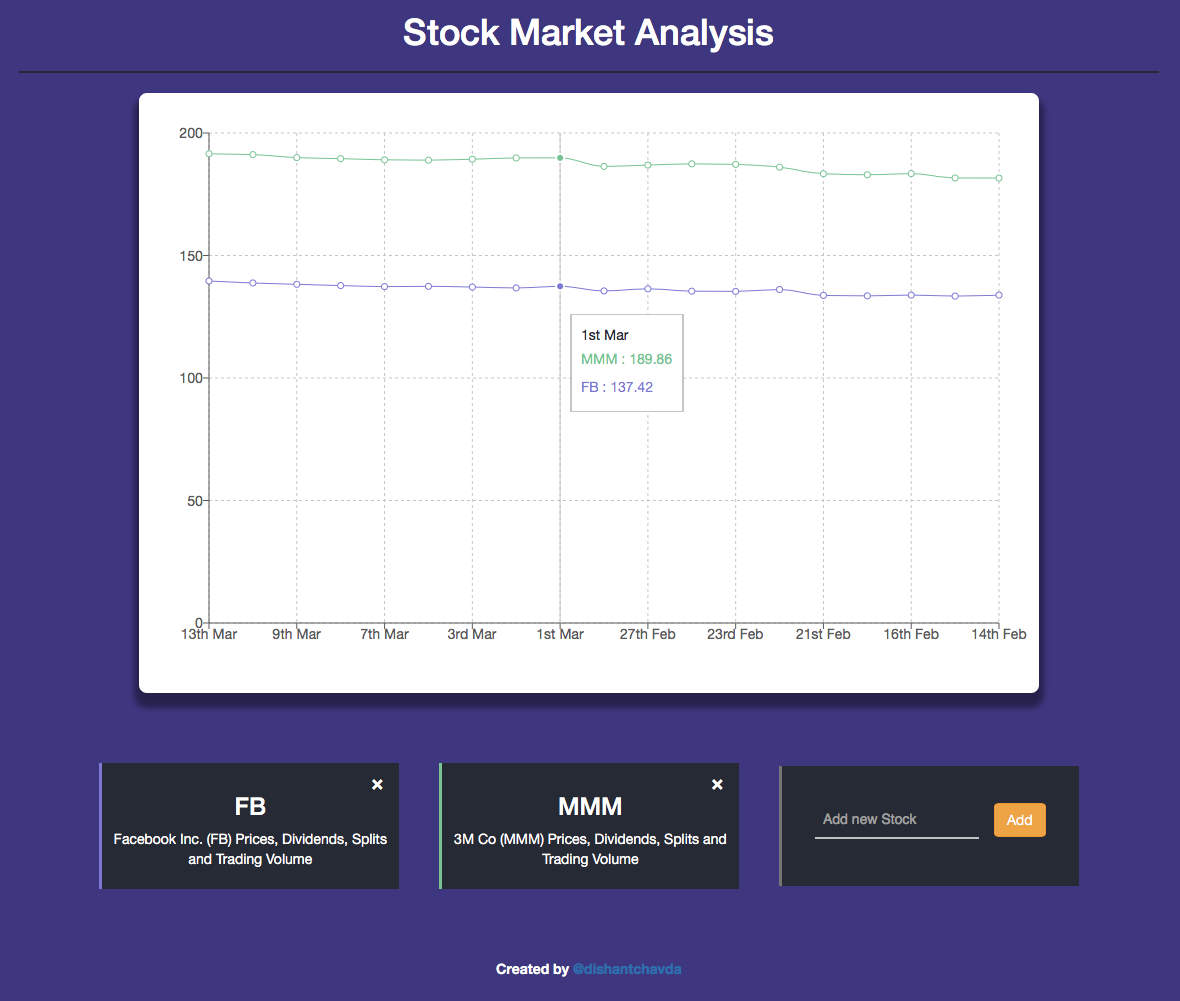 Stock Market Analysis
200
150
100
50
0
1st Mar
MMM : 189.86
FB : 137.42
13th Mar 9th Mar 7th Mar 3rd Mar 1st Mar 27th Feb 23rd Feb 21st Feb 16th Feb 14th Feb
×
FB
Facebook Inc. (FB) Prices, Dividends, Splits
and Trading Volume
×
MMM
3M Co (MMM) Prices, Dividends, Splits and
Trading Volume
Add new Stock
Add
Created by @dishantchavda